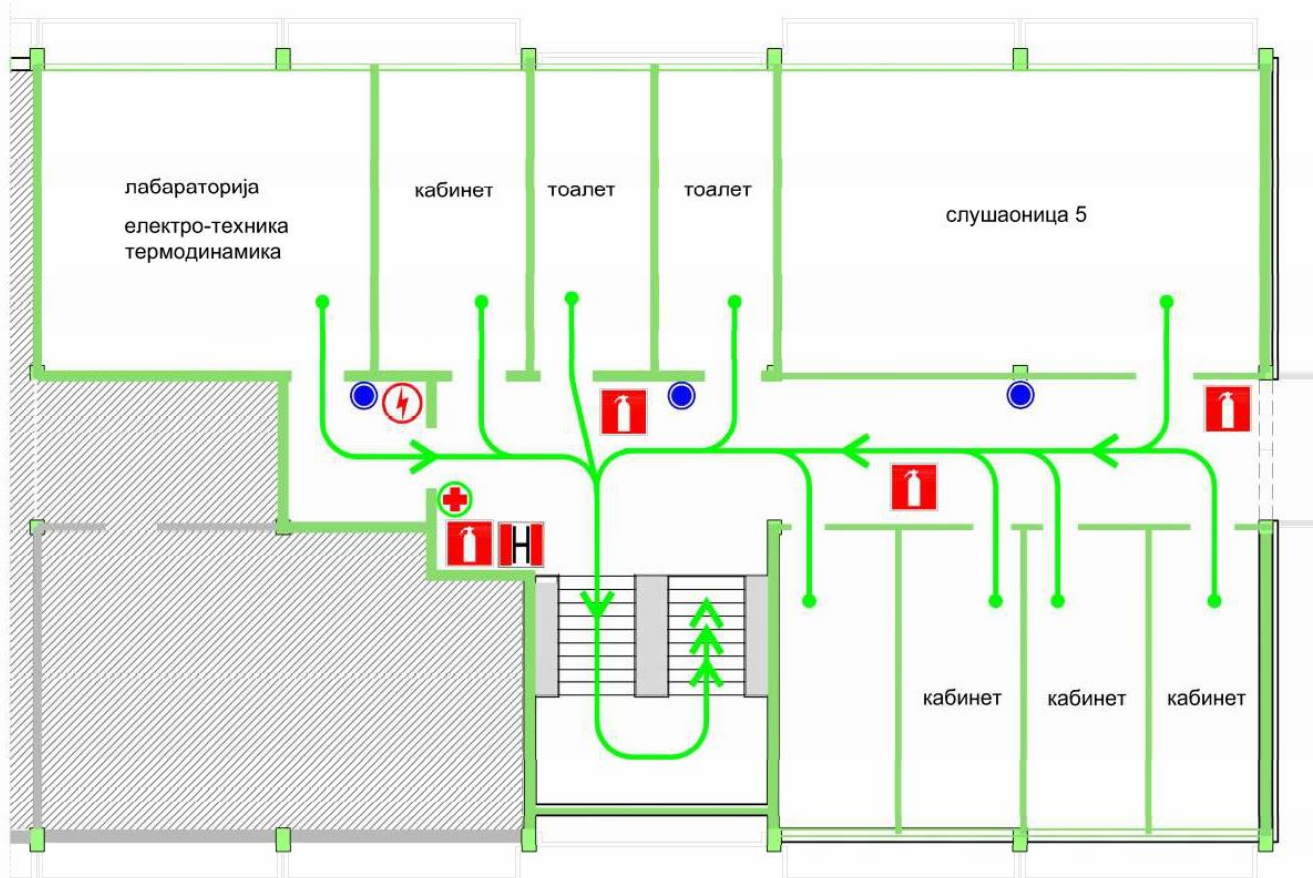 лабараторија
електро-техника
термодинамика
кабинет
тоалет
тоалет
слушаоница 5
H
кабинет
кабинет
кабинет